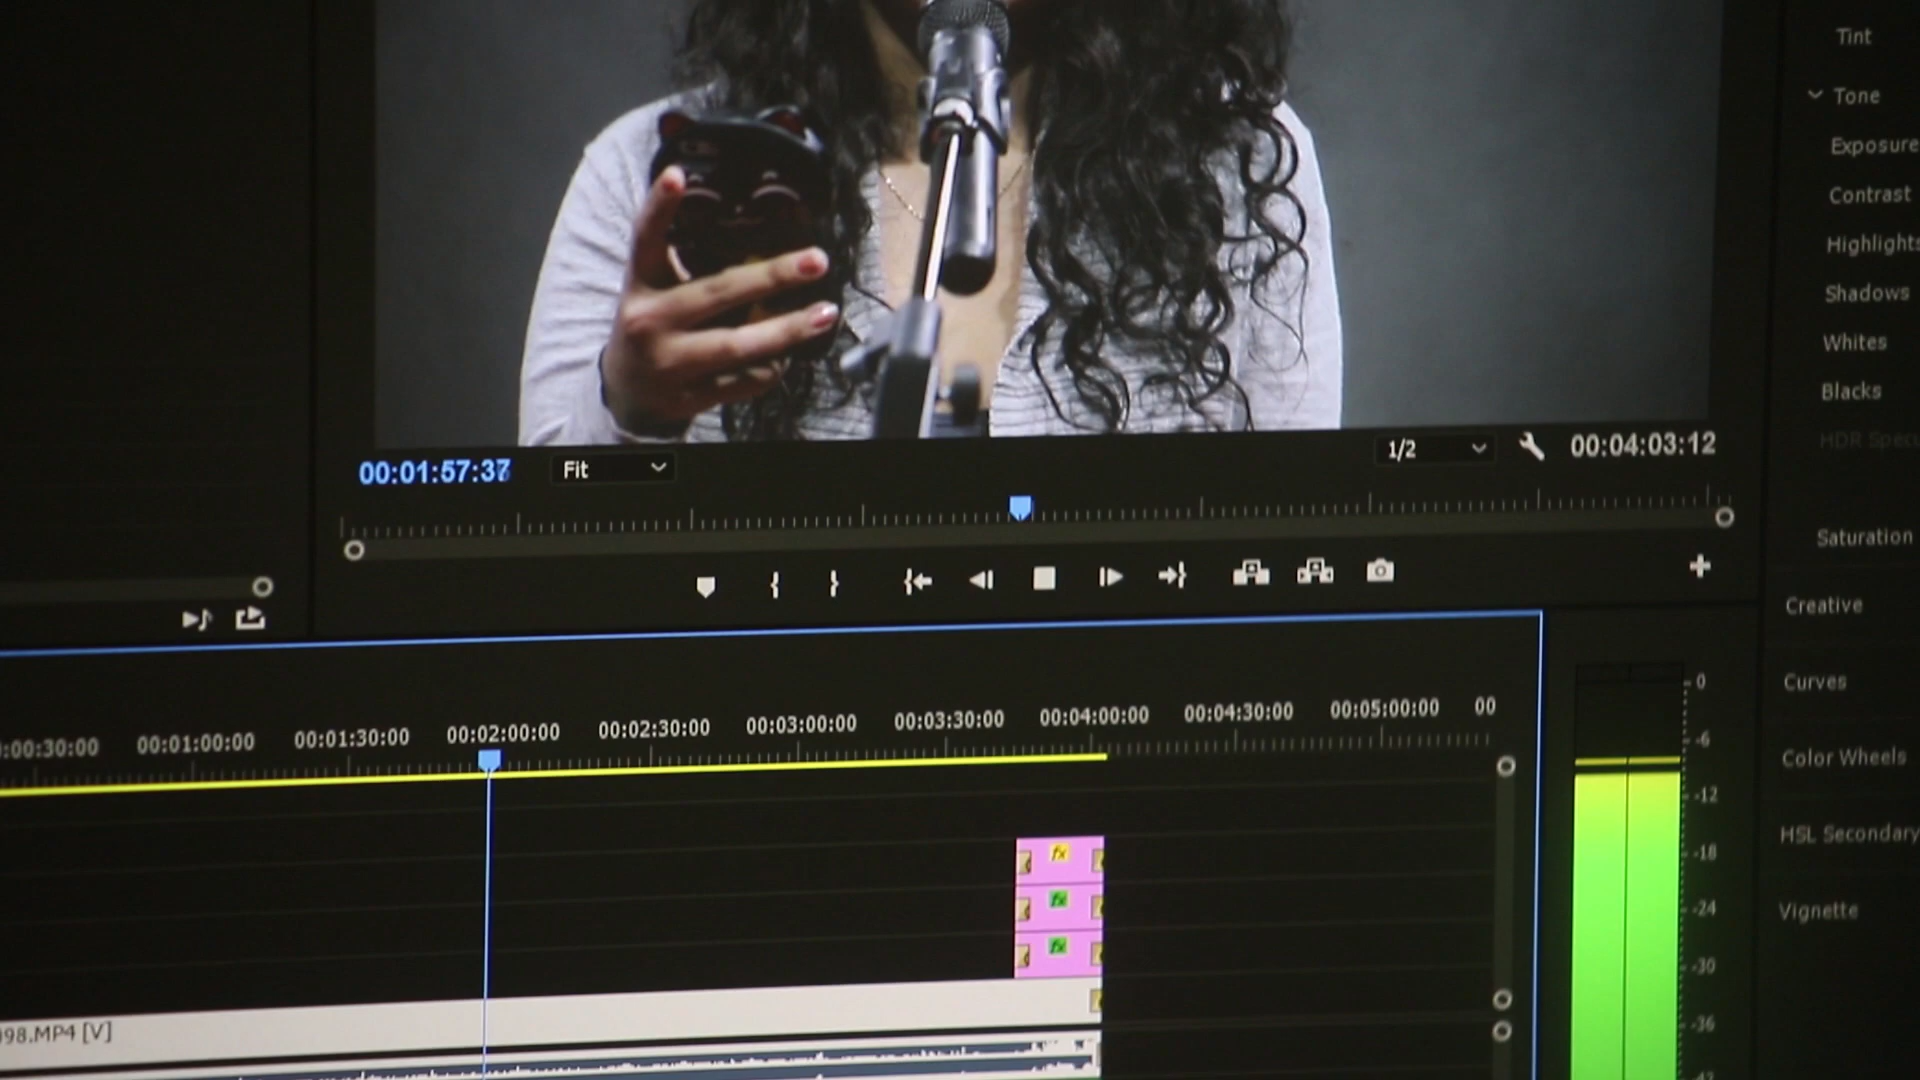 Tint
Tone
Exposure
Contrast
Highlights
Shadows
Whites
Blacks
00:01:57:37 Fit 1/2 00:04:03:12
Saturation
Creative
Curves
Color Wheels
HSL Secondary
Vignette
:00:30:00 00:01:00:00 00:01:30:00 00:02:00:00 00:02:30:00 00:03:00:00 00:03:30:00 00:04:00:00 00:04:30:00 00:05:00:00 00
0
-6
-12
-18
-24
-30
-36
fx
fx
fx
98.MP4 [V]